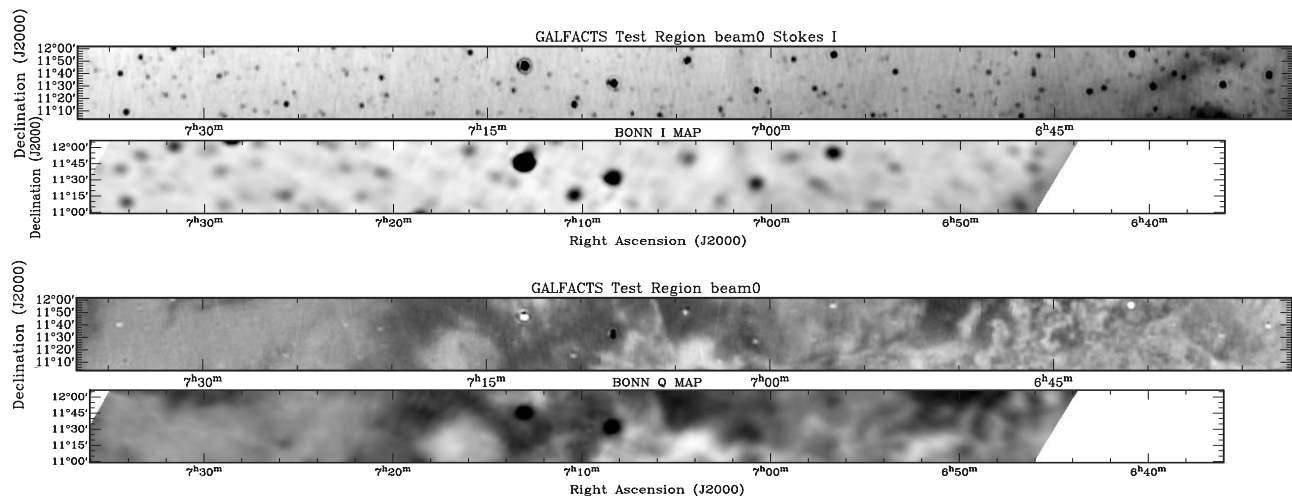 GALFACTS Test Region beam0 Stokes I
Declination (J2000)
12°00'
11°50'
11°40'
11°30'
11°20'
11°10'
7ʰ30ᵐ 7ʰ15ᵐ 7ʰ00ᵐ 6ʰ45ᵐ
BONN I MAP
Declination (J2000)
12°00'
11°45'
11°30'
11°15'
11°00'
7ʰ30ᵐ 7ʰ20ᵐ 7ʰ10ᵐ 7ʰ00ᵐ 6ʰ50ᵐ 6ʰ40ᵐ
Right Ascension (J2000)
GALFACTS Test Region beam0
Declination (J2000)
12°00'
11°50'
11°40'
11°30'
11°20'
11°10'
7ʰ30ᵐ 7ʰ15ᵐ 7ʰ00ᵐ 6ʰ45ᵐ
BONN Q MAP
12°00'
11°45'
11°30'
11°15'
11°00'
7ʰ30ᵐ 7ʰ20ᵐ 7ʰ10ᵐ 7ʰ00ᵐ 6ʰ50ᵐ 6ʰ40ᵐ
Right Ascension (J2000)